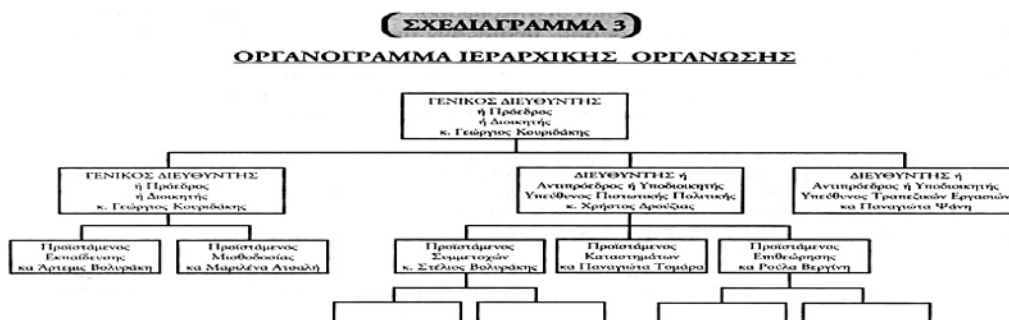 ΣΧΕΔΙΑΓΡΑΜΜΑ 3
ΟΡΓΑΝΟΓΡΑΜΜΑ ΙΕΡΑΡΧΙΚΗΣ ΟΡΓΑΝΩΣΗΣ
ΓΕΝΙΚΟΣ ΔΙΕΥΘΥΝΤΗΣ
ή Πρόεδρος
ή Διοικητής
κ. Γεώργιος Κουριδάκης
ΓΕΝΙΚΟΣ ΔΙΕΥΘΥΝΤΗΣ
ή Πρόεδρος
ή Διοικητής
κ. Γεώργιος Κουριδάκης
ΔΙΕΥΘΥΝΤΗΣ ή
Αντιπρόεδρος ή Υποδιοικητής
Υπεύθυνος Πιστωτικής Πολιτικής
κ. Χρήστος Δρούζιας
ΔΙΕΥΘΥΝΤΗΣ ή
Αντιπρόεδρος ή Υποδιοικητής
Υπεύθυνος Τραπεζικών Εργασιών
κα Παναγιώτα Ψάνη
Προϊστάμενος
Εκπαίδευσης
κα Άρτεμις Βολυράκη
Προϊστάμενος
Μισθοδοσίας
κα Μαριλένα Ατσαλή
Προϊστάμενος
Συμμετοχών
κ. Στέλιος Βολυράκης
Προϊστάμενος
Καταστημάτων
κα Παναγιώτα Τομάρα
Προϊστάμενος
Επιθεώρησης
κα Ρούλα Βεργίνη